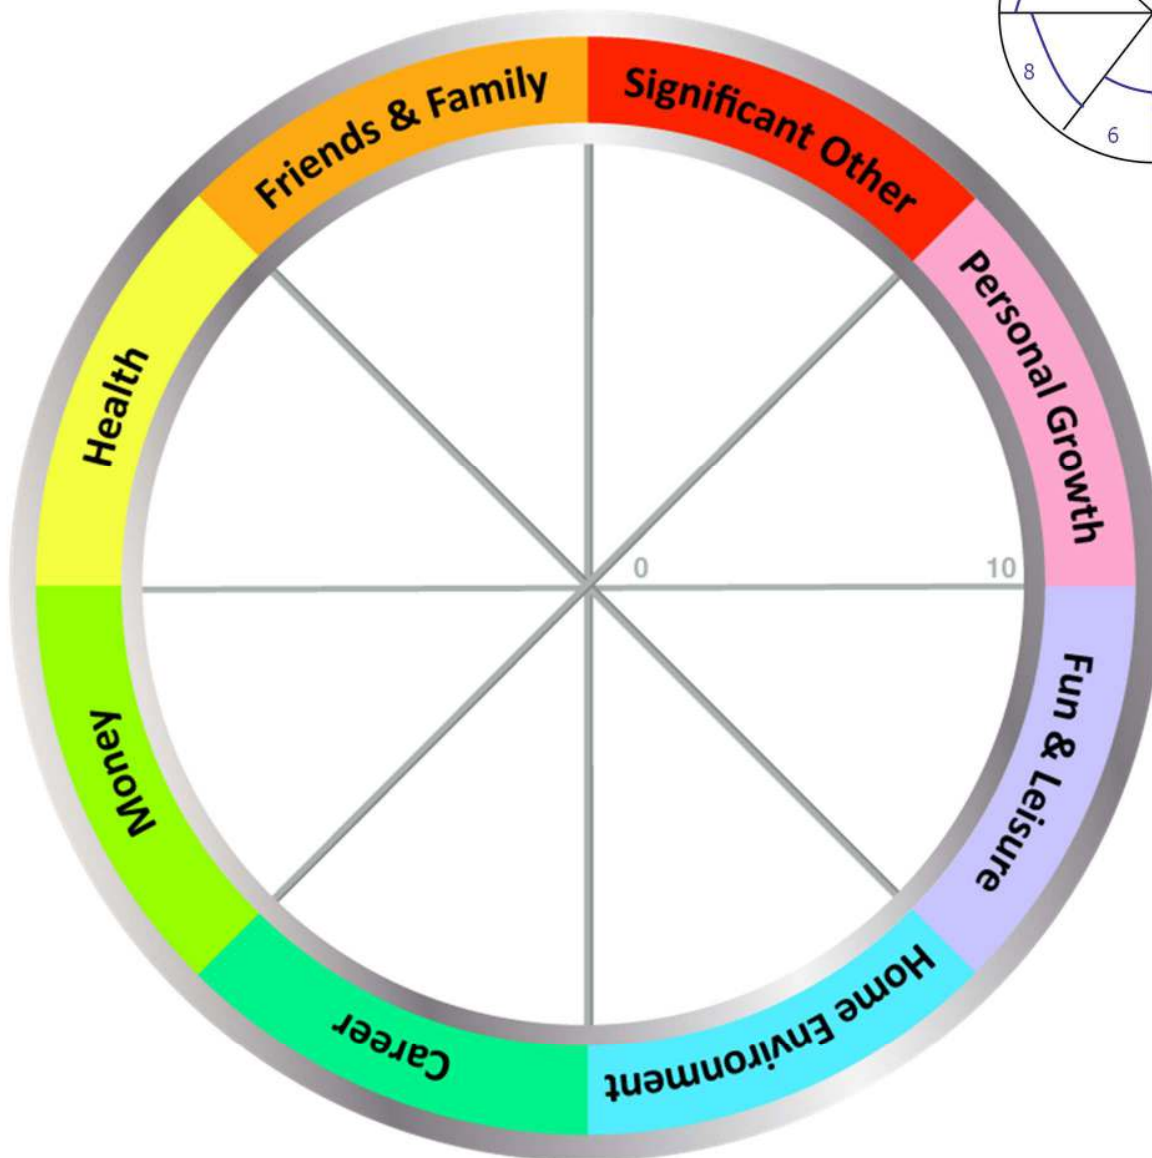 8
6
Significant Other
Personal Growth
Fun & Leisure
Home Environment
Career
Money
Health
Friends & Family
0
10